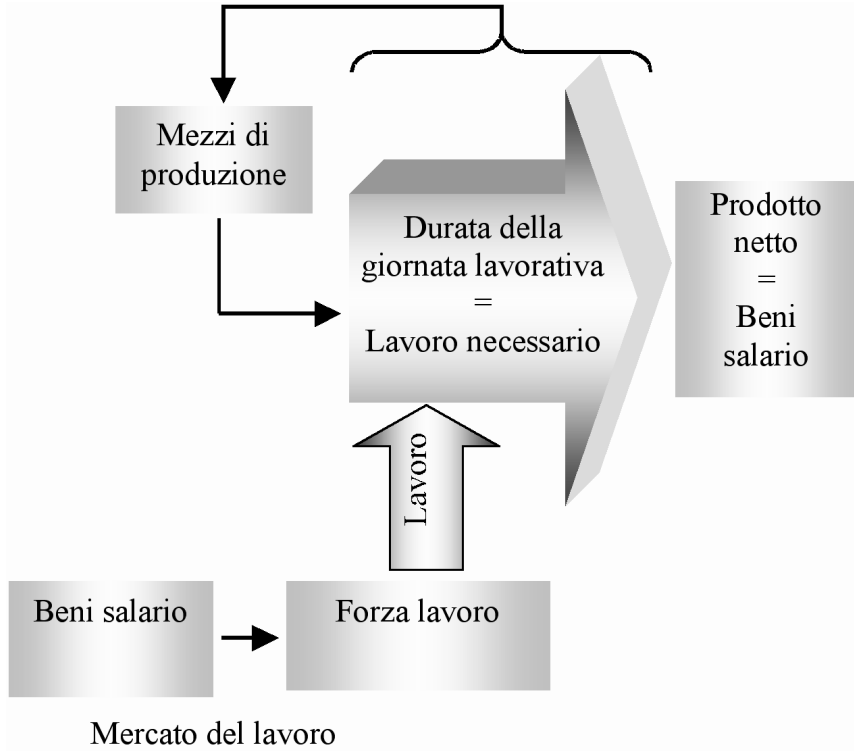 Mezzi di
produzione
Durata della
giornata lavorativa
=
Lavoro necessario
Prodotto
netto
=
Beni
salario
Lavoro
Beni salario
Forza lavoro
Mercato del lavoro